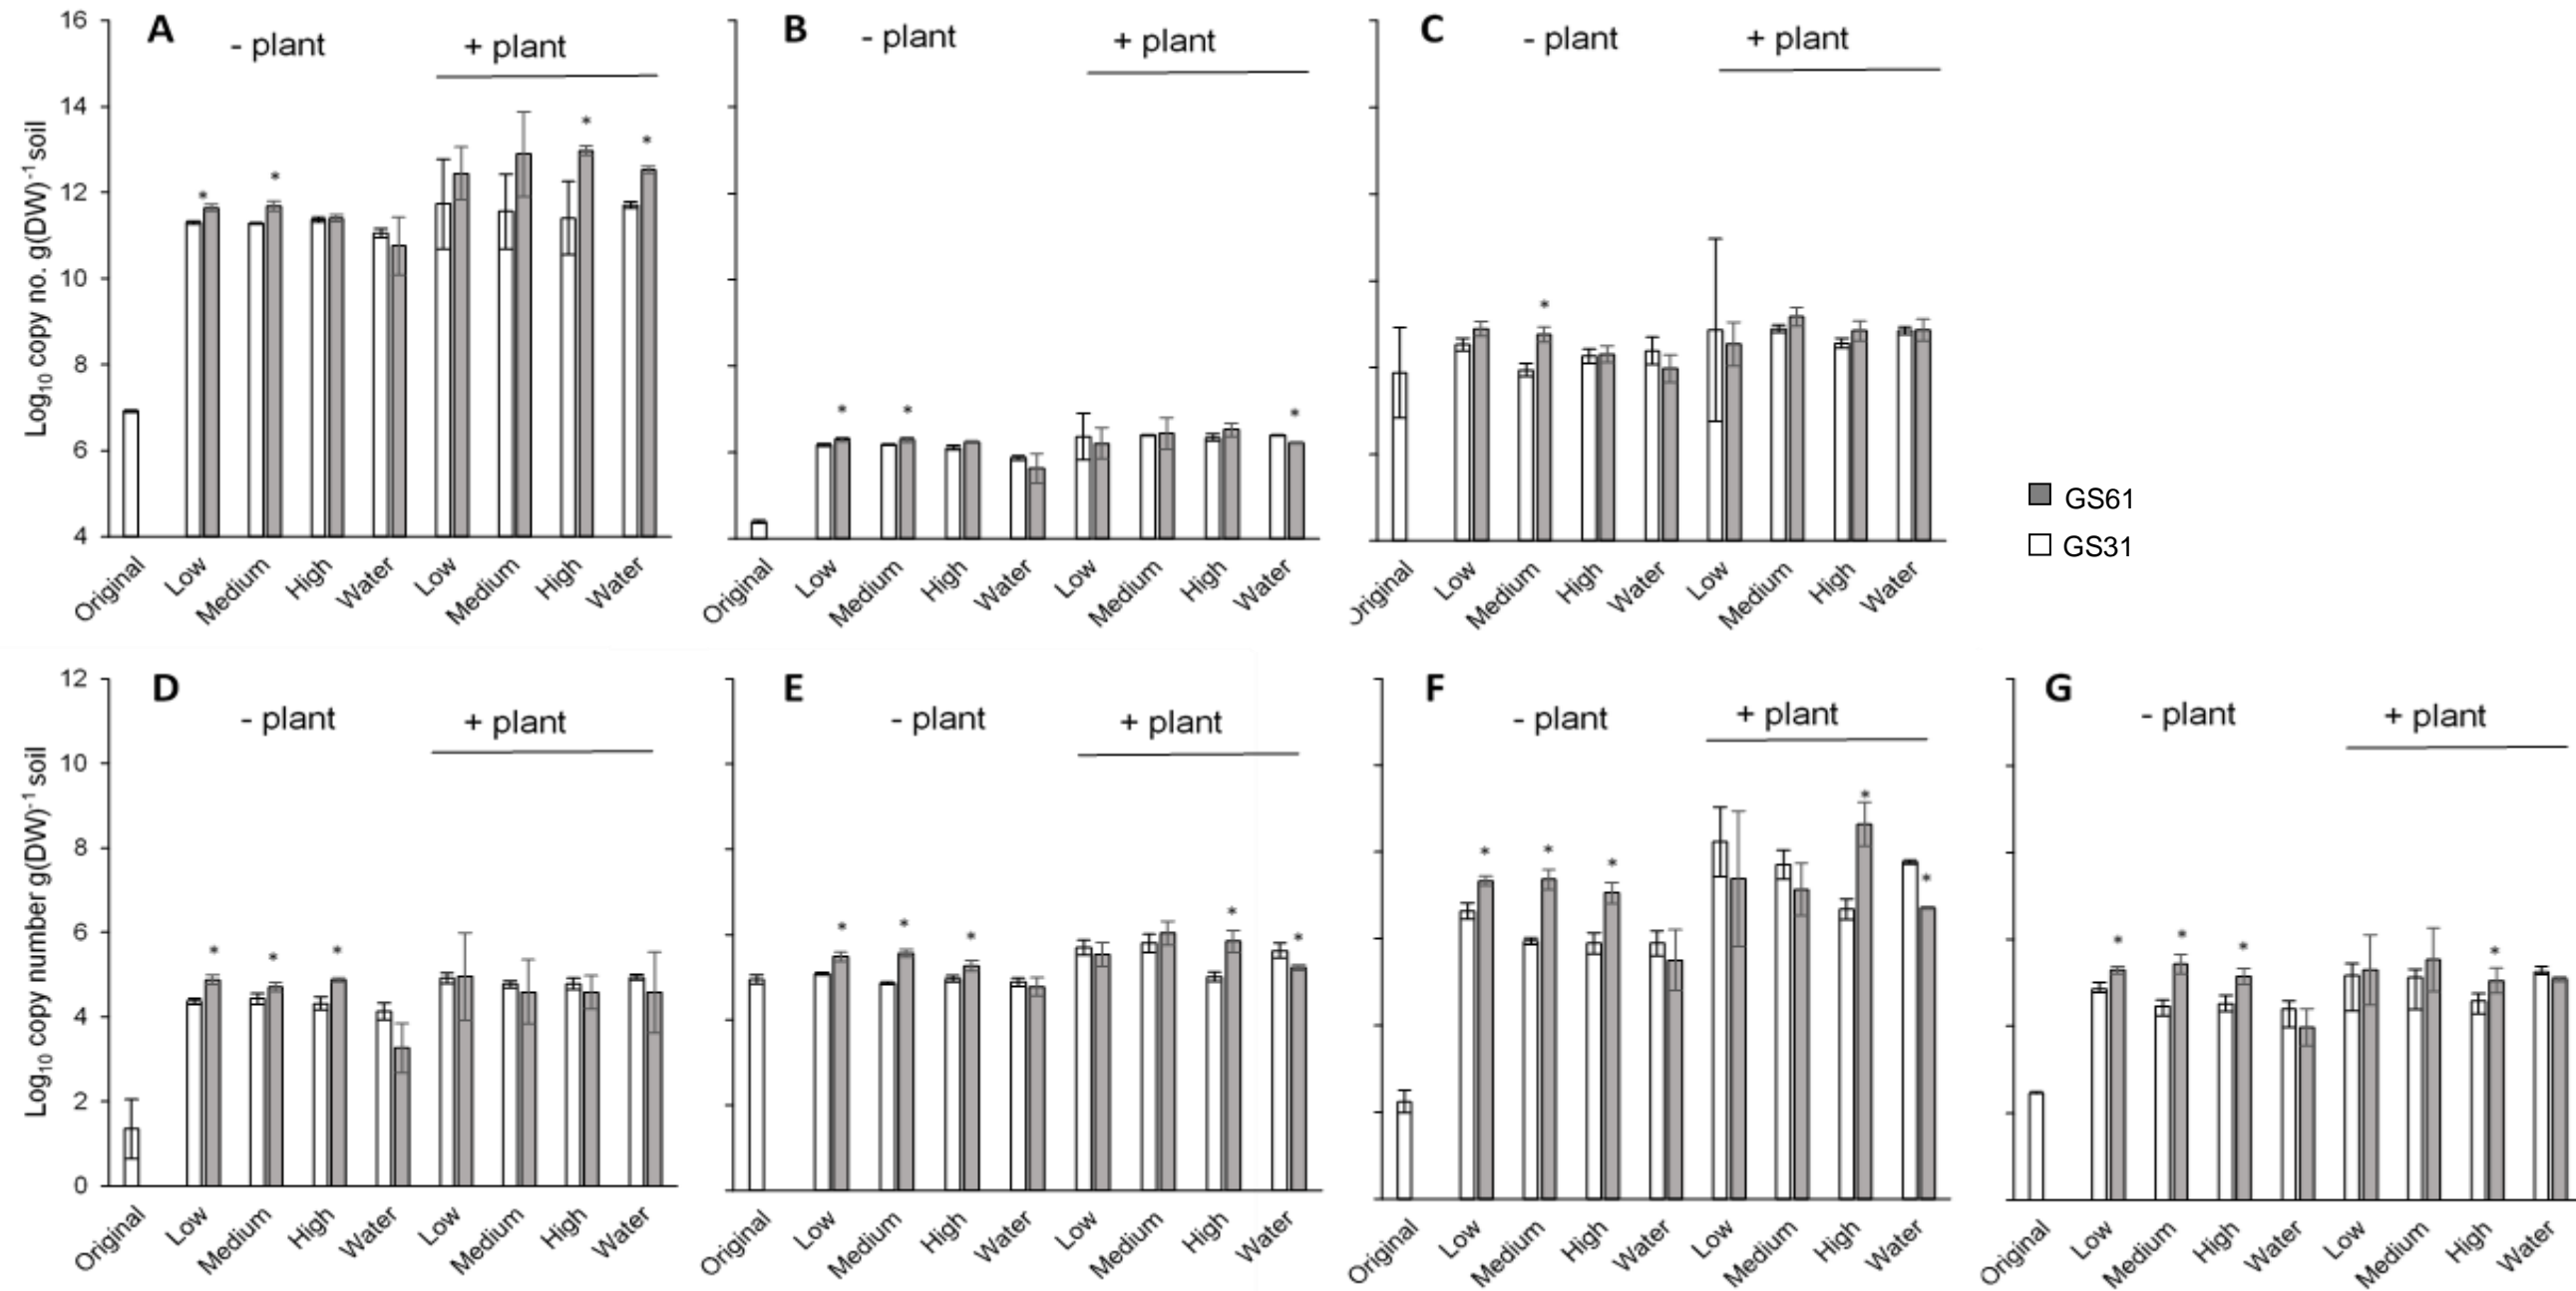 A
- plant
+ plant
B
- plant
+ plant
C
- plant
+ plant
Log10 copy no. g(DW)-1 soil
16
14
12
10
8
6
4
* * * *
* * *
*
Original Low Medium High Water Low Medium High Water
Original Low Medium High Water Low Medium High Water
Original Low Medium High Water Low Medium High Water
GS61
GS31
D
- plant
+ plant
E
- plant
+ plant
F
- plant
+ plant
G
- plant
+ plant
Log10 copy number g(DW)-1 soil
12
10
8
6
4
2
0
* * *
* * * * *
* * * * *
* * * *
Original Low Medium High Water Low Medium High Water
Original Low Medium High Water Low Medium High Water
Original Low Medium High Water Low Medium High Water
Original Low Medium High Water Low Medium High Water